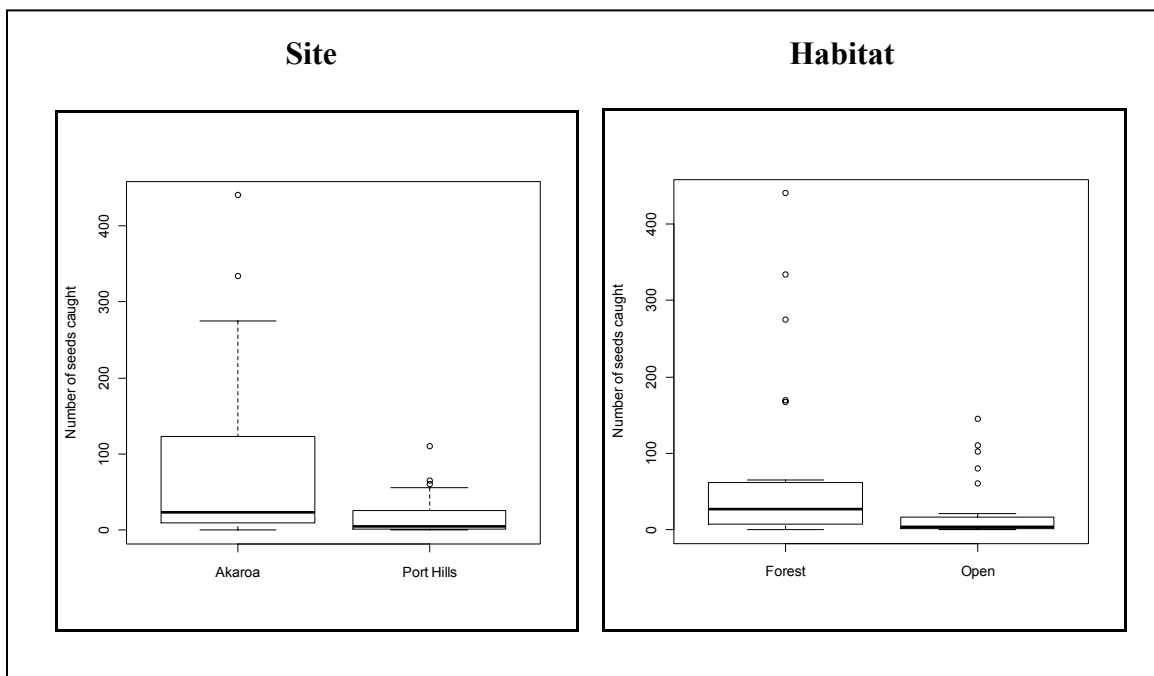 Site
Habitat
Number of seeds caught
400
300
200
100
0
Akaroa
Port Hills
Number of seeds caught
400
300
200
100
0
Forest
Open